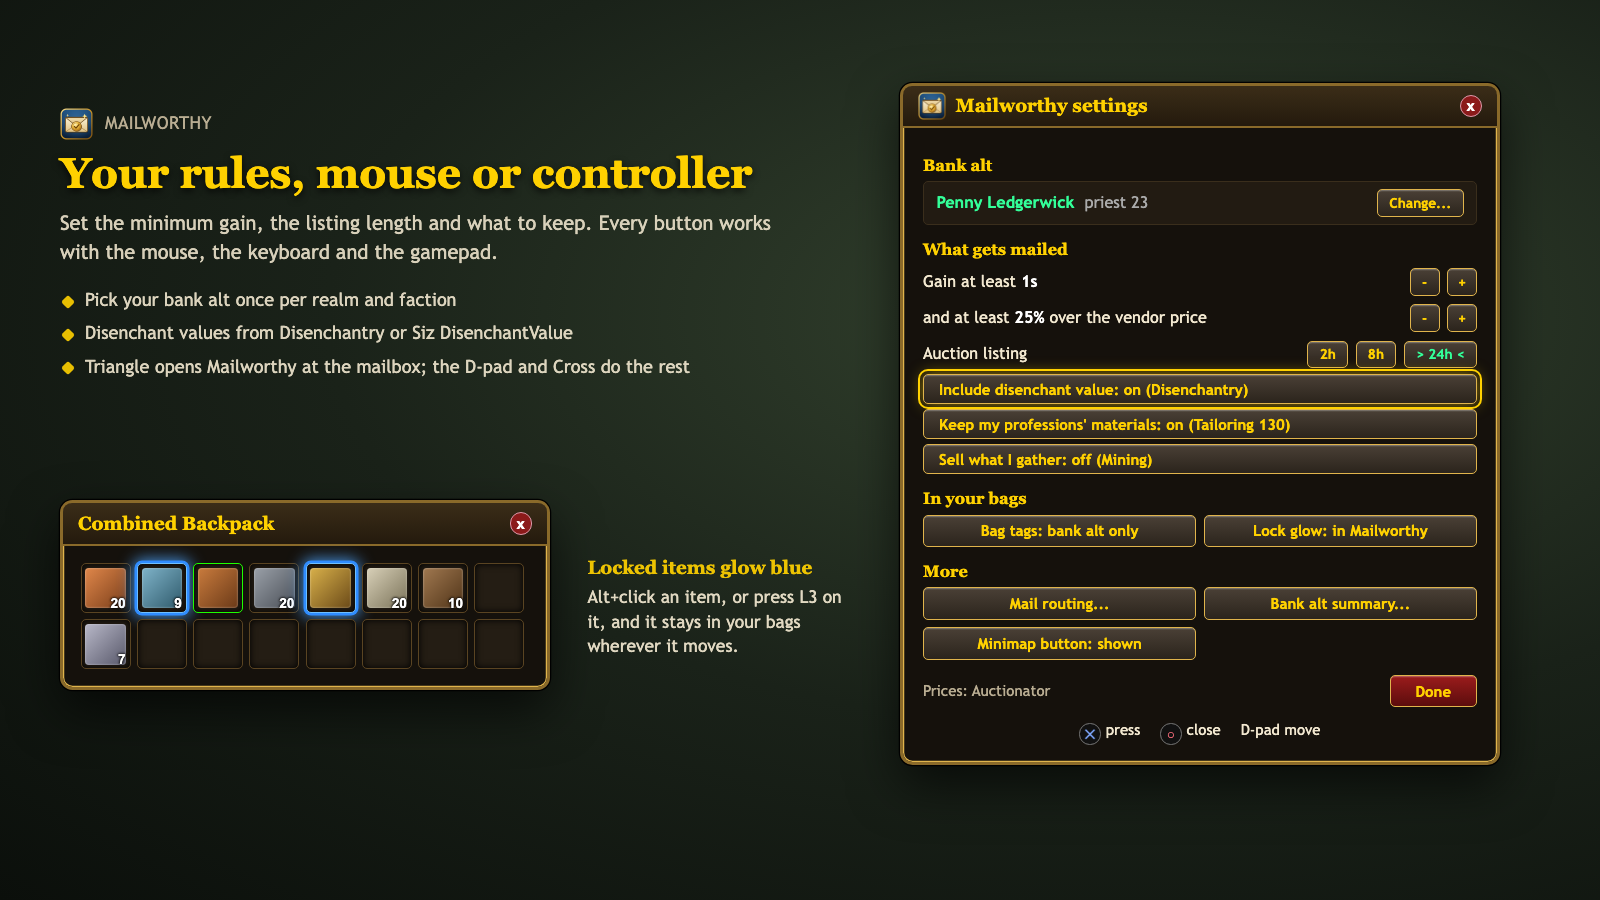 MAILWORTHY
Your rules, mouse or controller
Set the minimum gain, the listing length and what to keep. Every button works
with the mouse, the keyboard and the gamepad.
Pick your bank alt once per realm and faction
Disenchant values from Disenchantry or Siz DisenchantValue
Triangle opens Mailworthy at the mailbox; the D-pad and Cross do the rest
Combined Backpack x
20 9 20 20 10
7
Locked items glow blue
Alt+click an item, or press L3 on
it, and it stays in your bags
wherever it moves.
Mailworthy settings x
Bank alt
Penny Ledgerwick priest 23 Change...
What gets mailed
Gain at least 1s - +
and at least 25% over the vendor price - +
Auction listing 2h 8h > 24h <
Include disenchant value: on (Disenchantry)
Keep my professions' materials: on (Tailoring 130)
Sell what I gather: off (Mining)
In your bags
Bag tags: bank alt only Lock glow: in Mailworthy
More
Mail routing... Bank alt summary...
Minimap button: shown
Prices: Auctionator Done
press close D-pad move